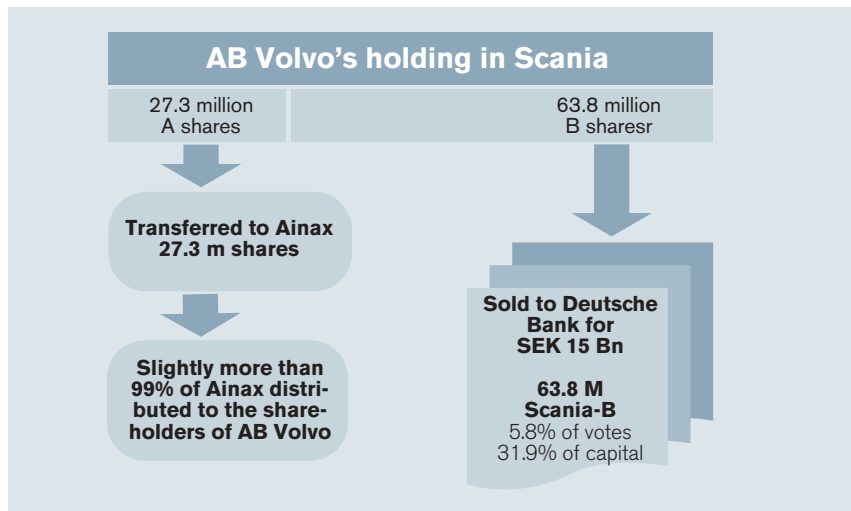 AB Volvo's holding in Scania
27.3 million
A shares
63.8 million
B sharesr
Transferred to Ainax
27.3 m shares
Slightly more than
99% of Ainax distri-
buted to the share-
holders of AB Volvo
Sold to Deutsche
Bank for
SEK 15 Bn
63.8 M
Scania-B
5.8% of votes
31.9% of capital